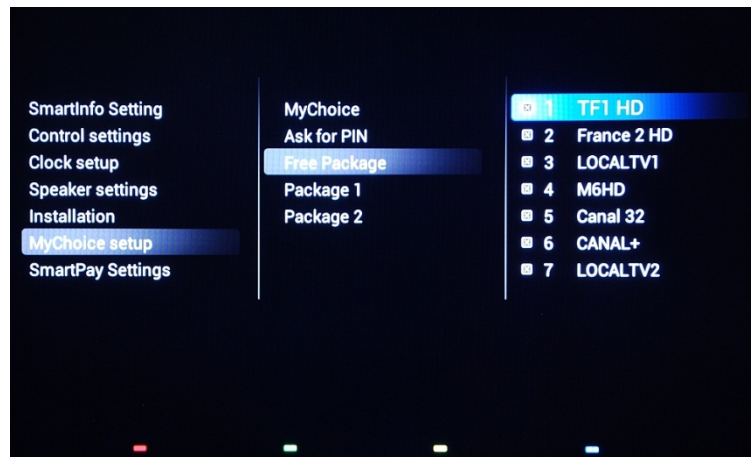 SmartInfo Setting
Control settings
Clock setup
Speaker settings
Installation
MyChoice setup
SmartPay Settings
MyChoice
Ask for PIN
Free Package
Package 1
Package 2
1 TF1 HD
2 France 2 HD
3 LOCALTV1
4 M6HD
5 Canal 32
6 CANAL+
7 LOCALTV2